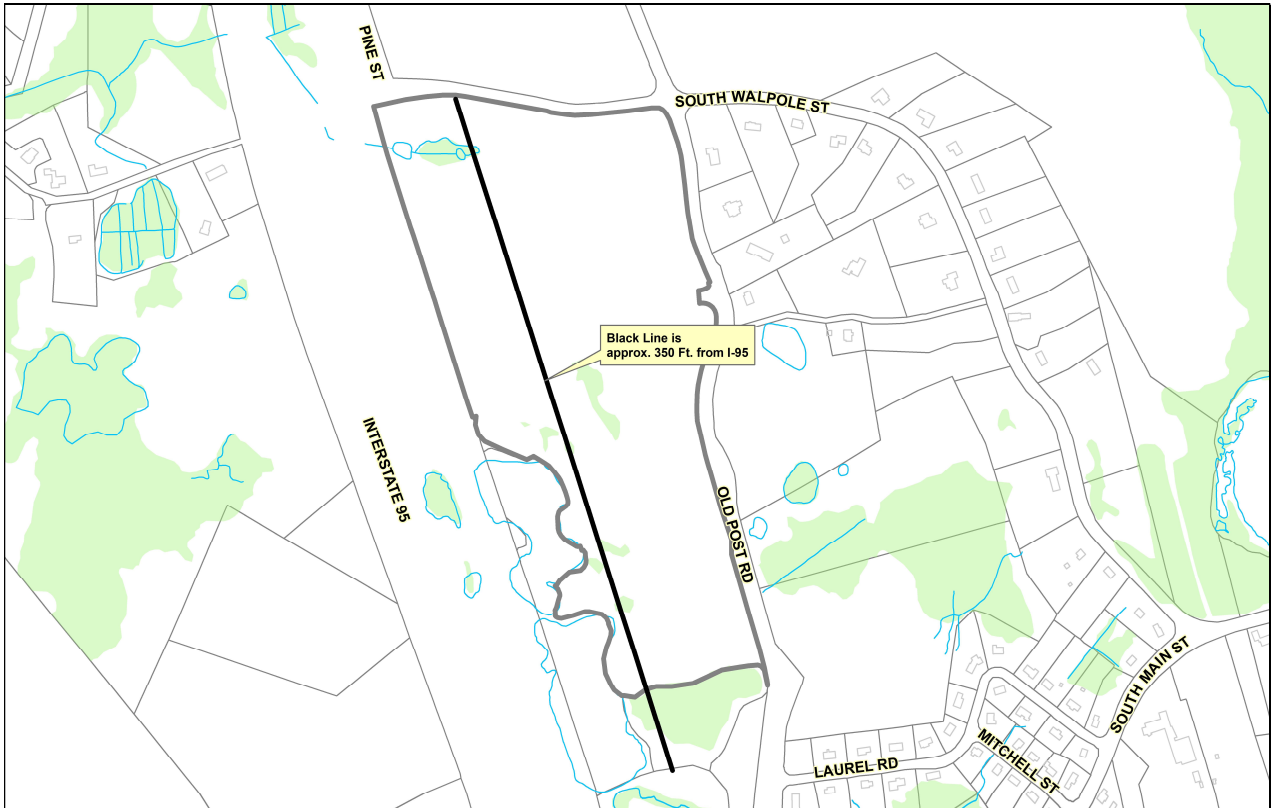 PINE ST
SOUTH WALPOLE ST
Black Line is
approx. 350 Ft. from I-95
INTERSTATE 95
OLD POST RD
SOUTH MAIN ST
MITCHELL ST
LAUREL RD